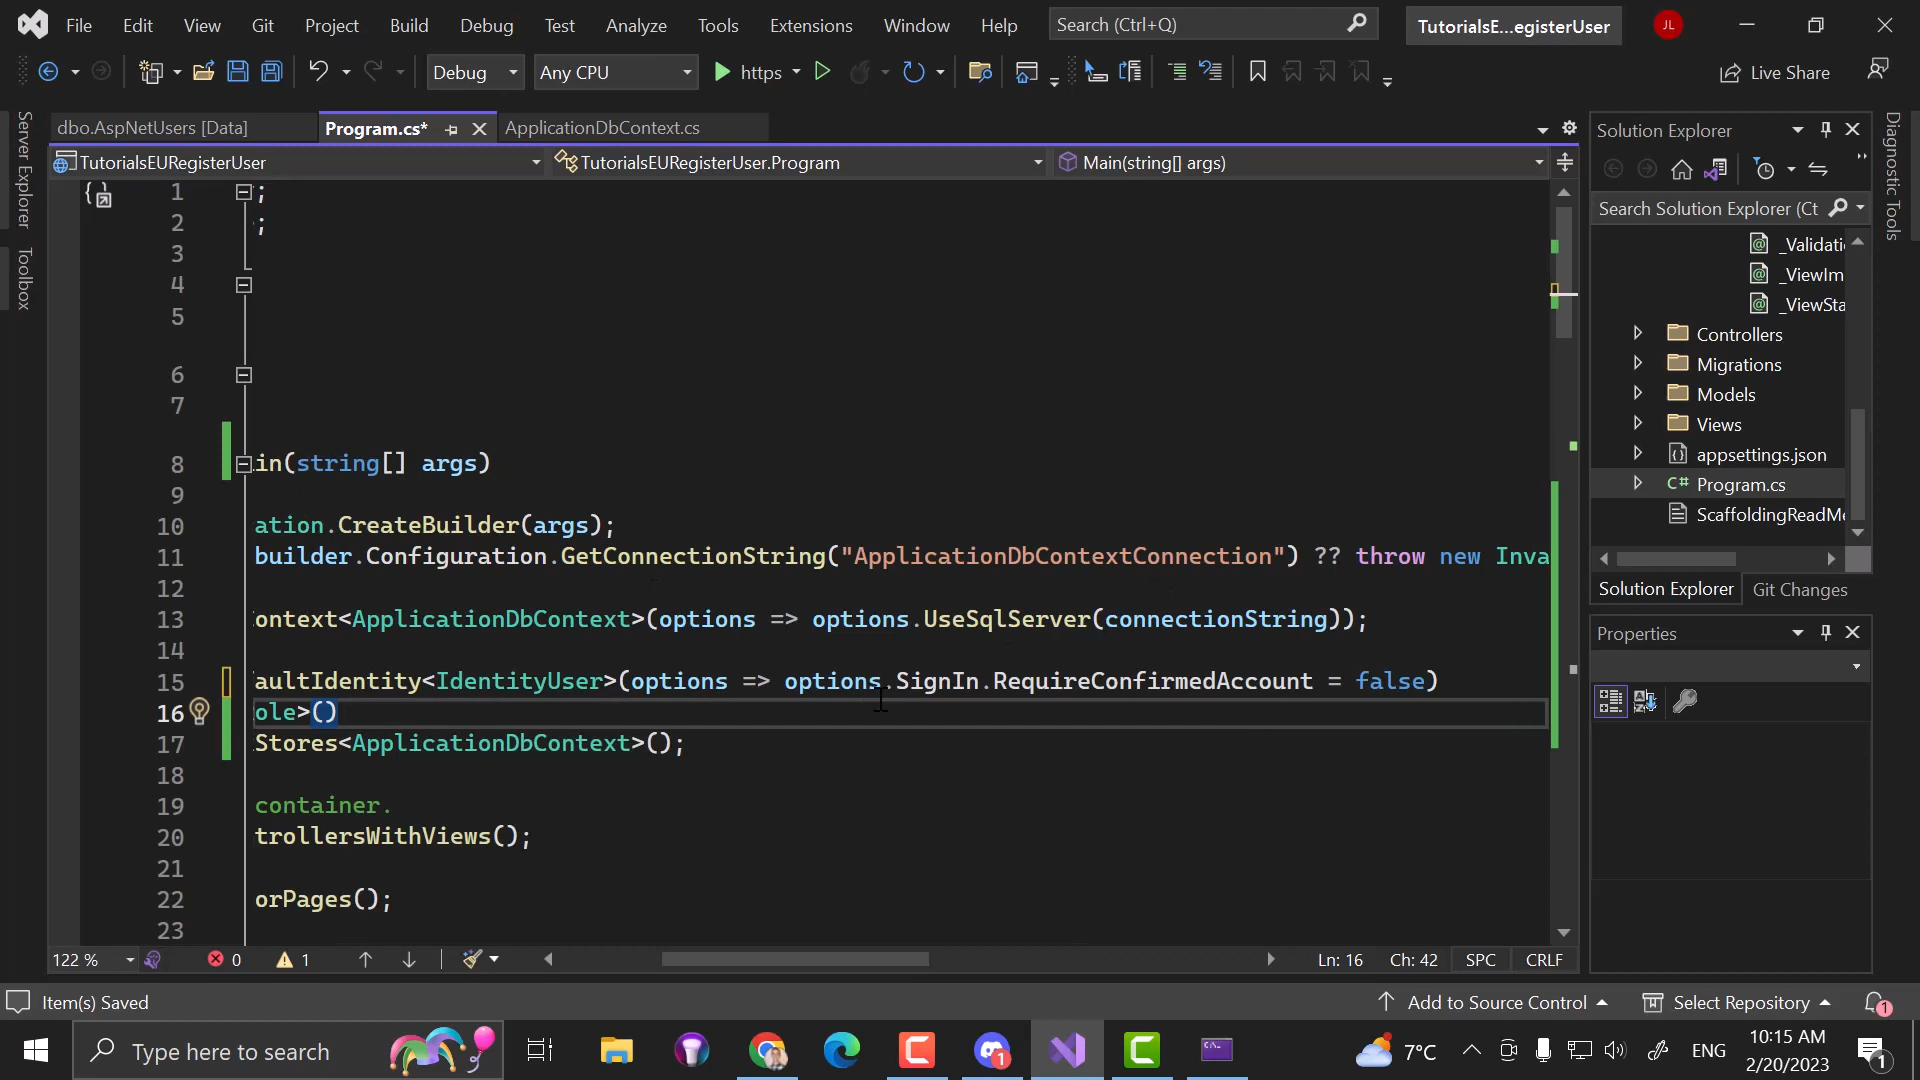 File Edit View Git Project Build Debug Test Analyze Tools Extensions Window Help Search (Ctrl+Q) TutorialsE...egisterUser JL
Debug Any CPU https Live Share
dbo.AspNetUsers [Data] Program.cs* ApplicationDbContext.cs
TutorialsEURegisterUser TutorialsEURegisterUser.Program Main(string[] args)
Server Explorer
Toolbox
1 ;
2 ;
3
4
5
6
7
8 in(string[] args)
9
10 ation.CreateBuilder(args);
11 builder.Configuration.GetConnectionString("ApplicationDbContextConnection") ?? throw new Inva
12
13 ontext<ApplicationDbContext>(options => options.UseSqlServer(connectionString));
14
15 aultIdentity<IdentityUser>(options => options.SignIn.RequireConfirmedAccount = false)
16 ole>()
17 Stores<ApplicationDbContext>();
18
19 container.
20 trollersWithViews();
21
22 orPages();
23
122 % 0 1 Ln: 16 Ch: 42 SPC CRLF
Solution Explorer
Search Solution Explorer (Ct
_Validati
_ViewIm
_ViewSta
Controllers
Migrations
Models
Views
appsettings.json
C# Program.cs
ScaffoldingReadMe
Solution Explorer Git Changes
Properties
Diagnostic Tools
Item(s) Saved Add to Source Control Select Repository 1
Type here to search 1 7°C ENG 10:15 AM 2/20/2023 1